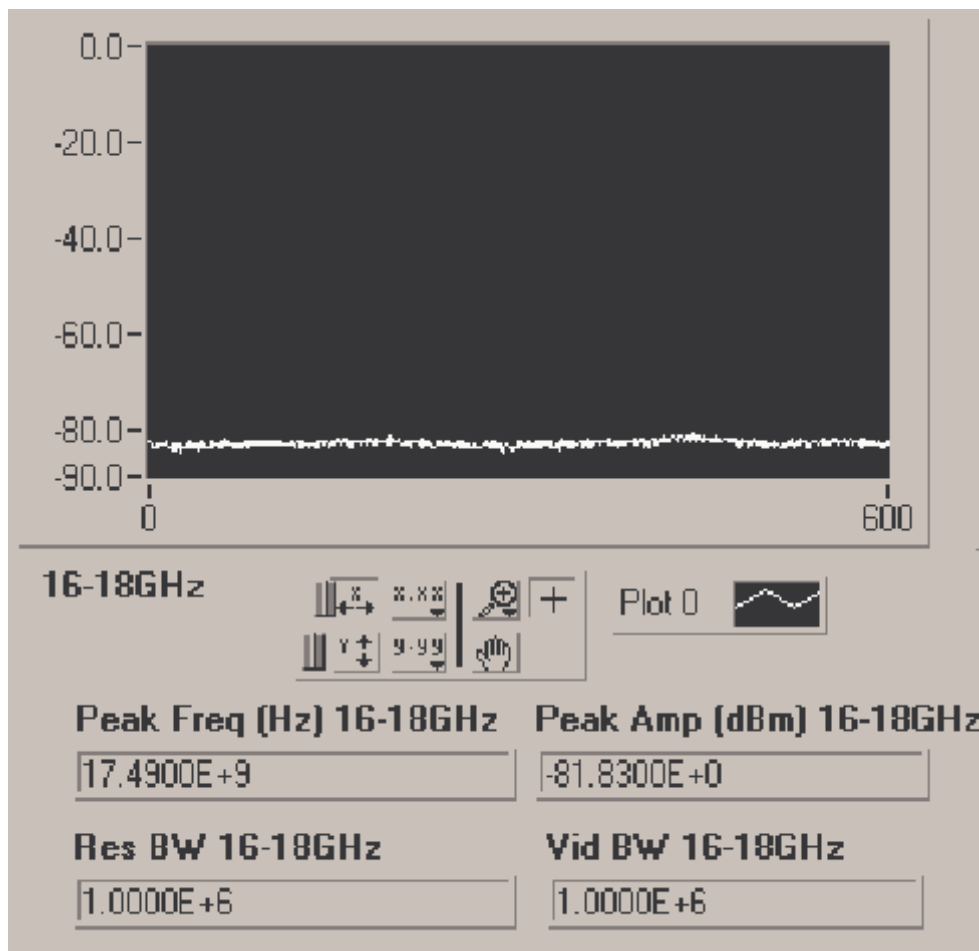 0.0
-20.0
-40.0
-60.0
-80.0
-90.0
0 600
16-18GHz
x x.xx
Plot 0
Y y.yy
Peak Freq (Hz) 16-18GHz Peak Amp (dBm) 16-18GHz
17.4900E+9 -81.8300E+0
Res BW 16-18GHz Vid BW 16-18GHz
1.0000E+6 1.0000E+6